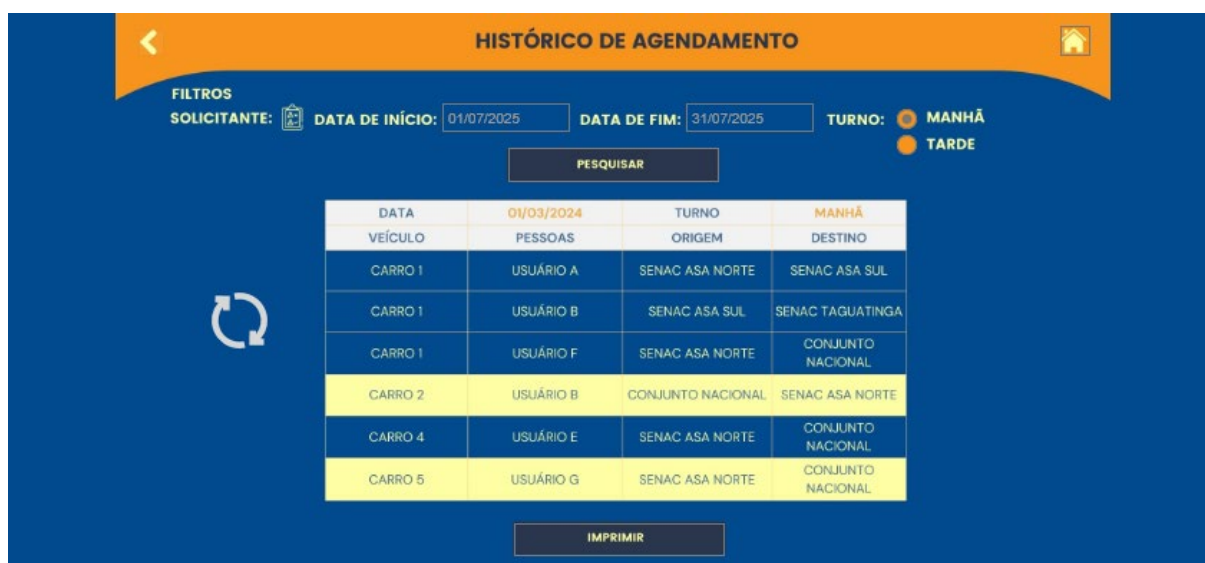 HISTÓRICO DE AGENDAMENTO
FILTROS
SOLICITANTE: DATA DE INÍCIO: 01/07/2025 DATA DE FIM: 31/07/2025 TURNO: MANHÃ
TARDE
PESQUISAR
DATA 01/03/2024 TURNO MANHÃ
VEÍCULO PESSOAS ORIGEM DESTINO
CARRO 1 USUÁRIO A SENAC ASA NORTE SENAC ASA SUL
CARRO 1 USUÁRIO B SENAC ASA SUL SENAC TAGUATINGA
CARRO 1 USUÁRIO F SENAC ASA NORTE CONJUNTO
NACIONAL
CARRO 2 USUÁRIO B CONJUNTO NACIONAL SENAC ASA NORTE
CARRO 4 USUÁRIO E SENAC ASA NORTE CONJUNTO
NACIONAL
CARRO 5 USUÁRIO G SENAC ASA NORTE CONJUNTO
NACIONAL
IMPRIMIR